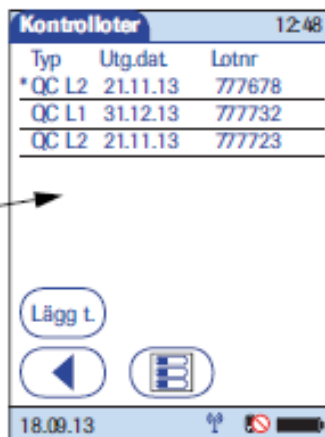 Kontrolloter 12:48
Typ Utg.dat. Lotnr
*QC L2 21.11.13 777678
QC L1 31.12.13 777732
QC L2 21.11.13 777723
Lägg t.
18.09.13